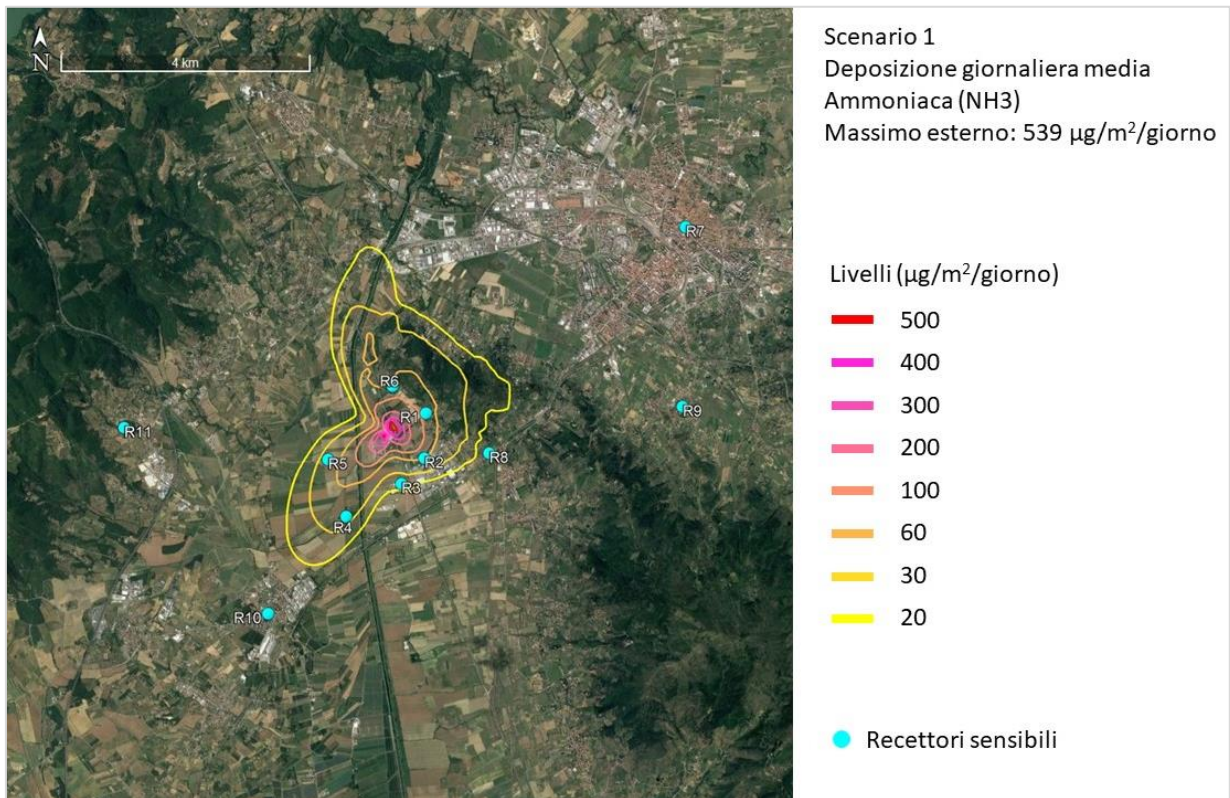 Scenario 1
Deposizione giornaliera media
Ammoniaca (NH3)
Massimo esterno: 539 µg/m²/giorno
N
4 km
R7
R6
R1
R9
R11
R5
R2
R8
R3
R4
R10
Livelli (µg/m²/giorno)
500
400
300
200
100
60
30
20
Recettori sensibili